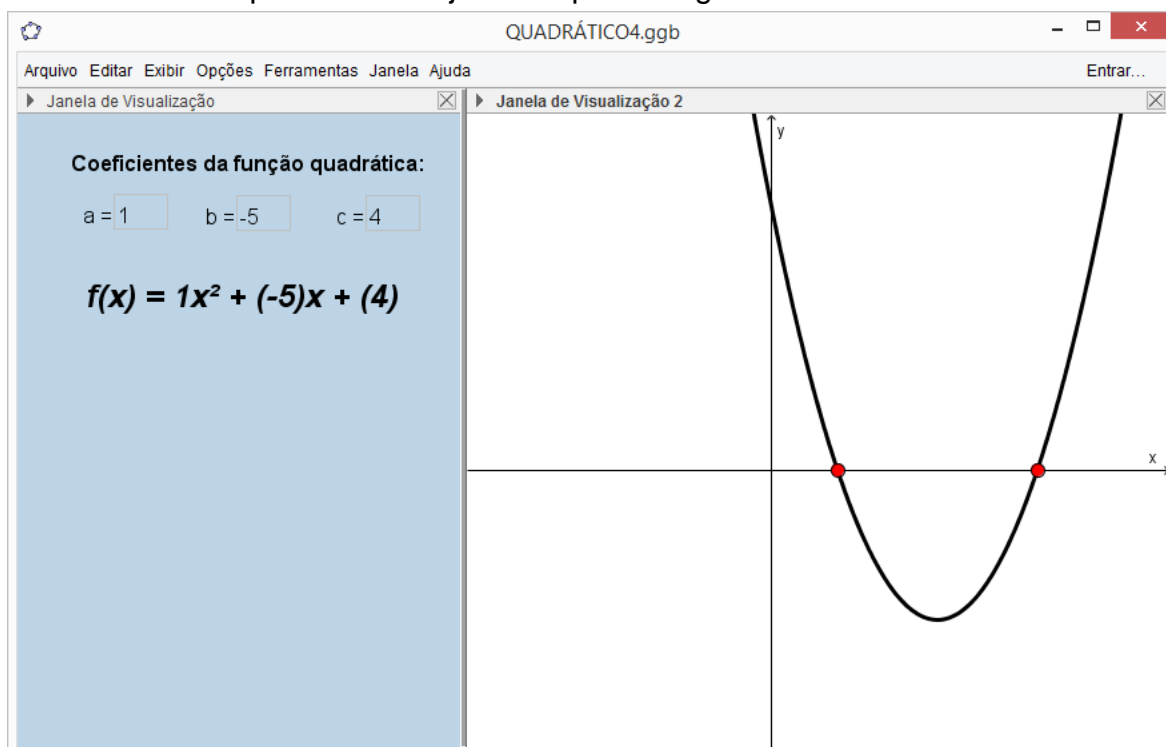 QUADRÁTICO4.ggb
Arquivo Editar Exibir Opções Ferramentas Janela Ajuda Entrar...
Janela de Visualização
Janela de Visualização 2
Coeficientes da função quadrática:
a = 1 b = -5 c = 4
f(x) = 1x² + (-5)x + (4)
y
x